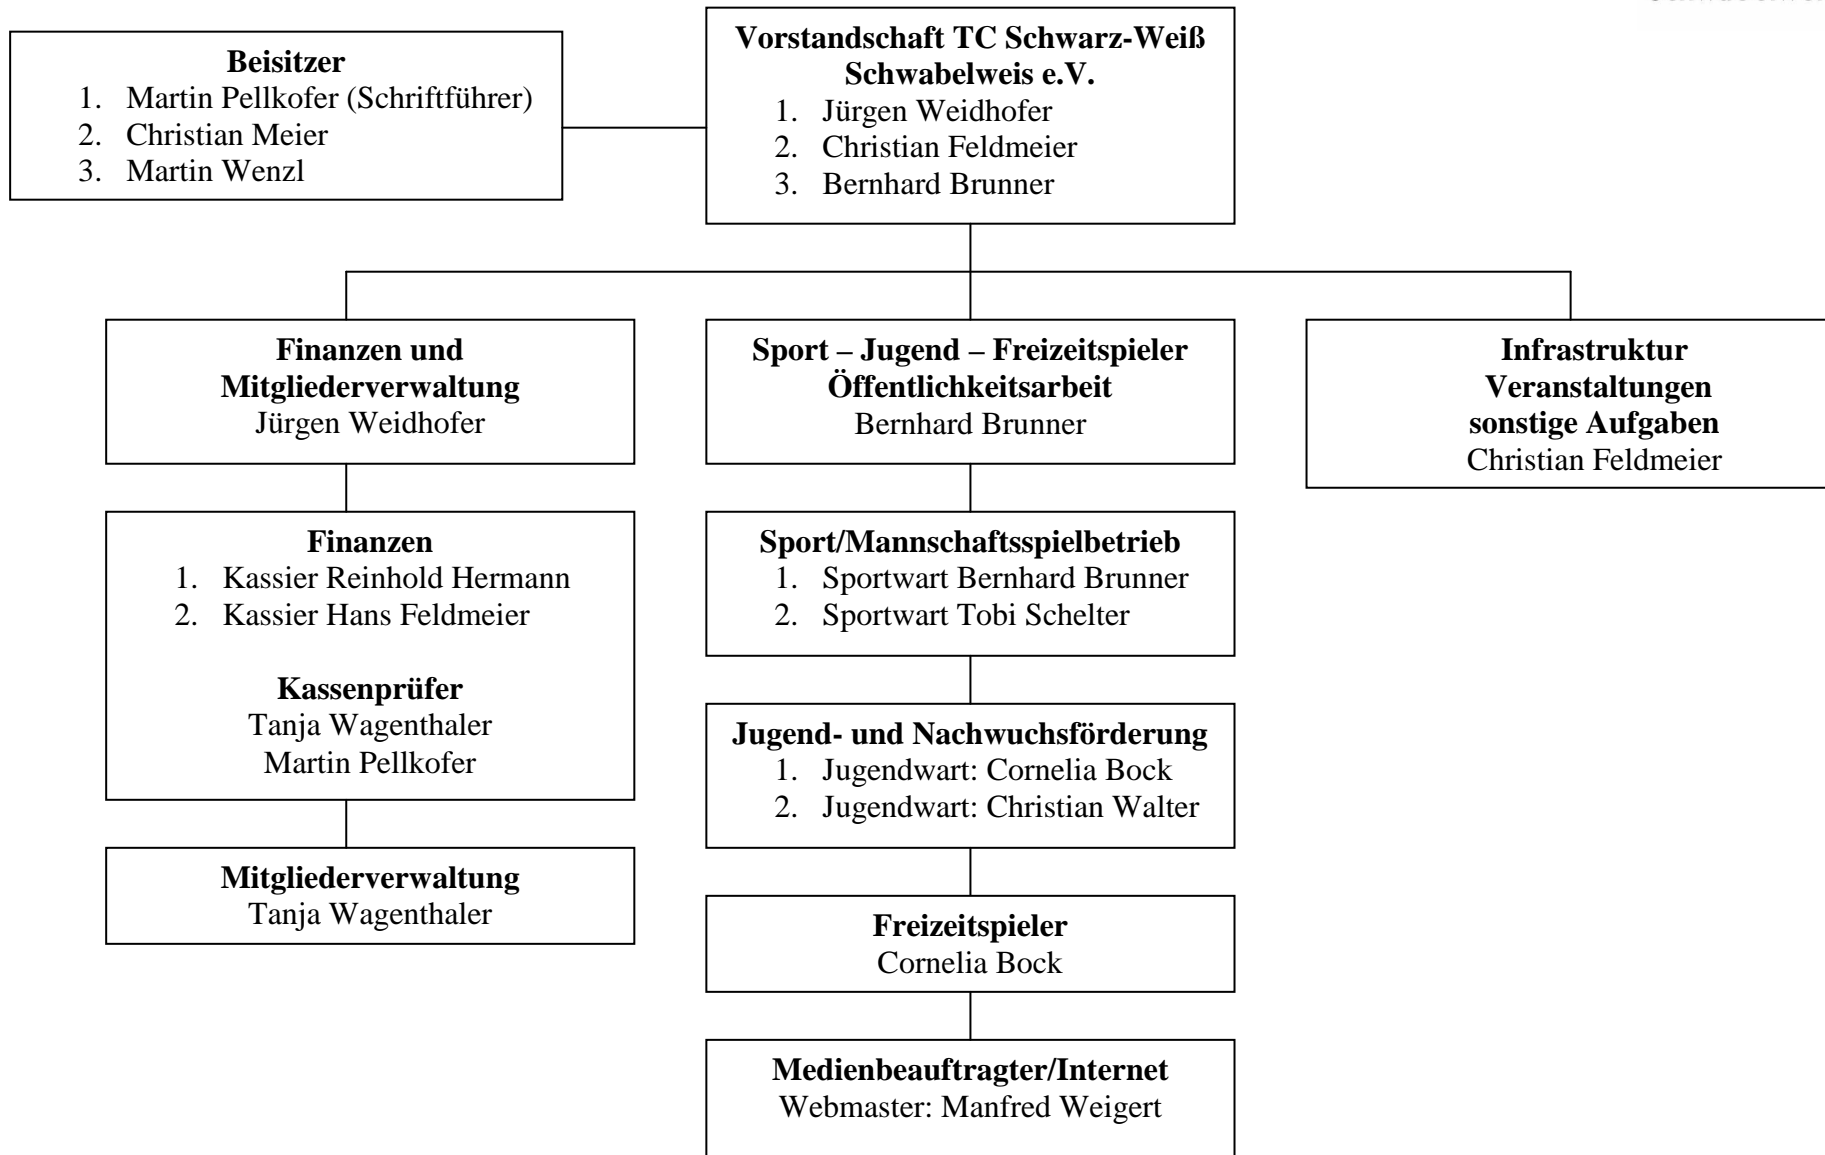 Beisitzer
1. Martin Pellkofer (Schriftführer)
2. Christian Meier
3. Martin Wenzl
Vorstandschaft TC Schwarz-Weiß
Schwabelweis e.V.
1. Jürgen Weidhofer
2. Christian Feldmeier
3. Bernhard Brunner
Finanzen und
Mitgliederverwaltung
Jürgen Weidhofer
Finanzen
1. Kassier Reinhold Hermann
2. Kassier Hans Feldmeier
Kassenprüfer
Tanja Wagenthaler
Martin Pellkofer
Mitgliederverwaltung
Tanja Wagenthaler
Sport – Jugend – Freizeitspieler
Öffentlichkeitsarbeit
Bernhard Brunner
Sport/Mannschaftsspielbetrieb
1. Sportwart Bernhard Brunner
2. Sportwart Tobi Schelter
Jugend- und Nachwuchsförderung
1. Jugendwart: Cornelia Bock
2. Jugendwart: Christian Walter
Freizeitspieler
Cornelia Bock
Medienbeauftragter/Internet
Webmaster: Manfred Weigert
Infrastruktur
Veranstaltungen
sonstige Aufgaben
Christian Feldmeier